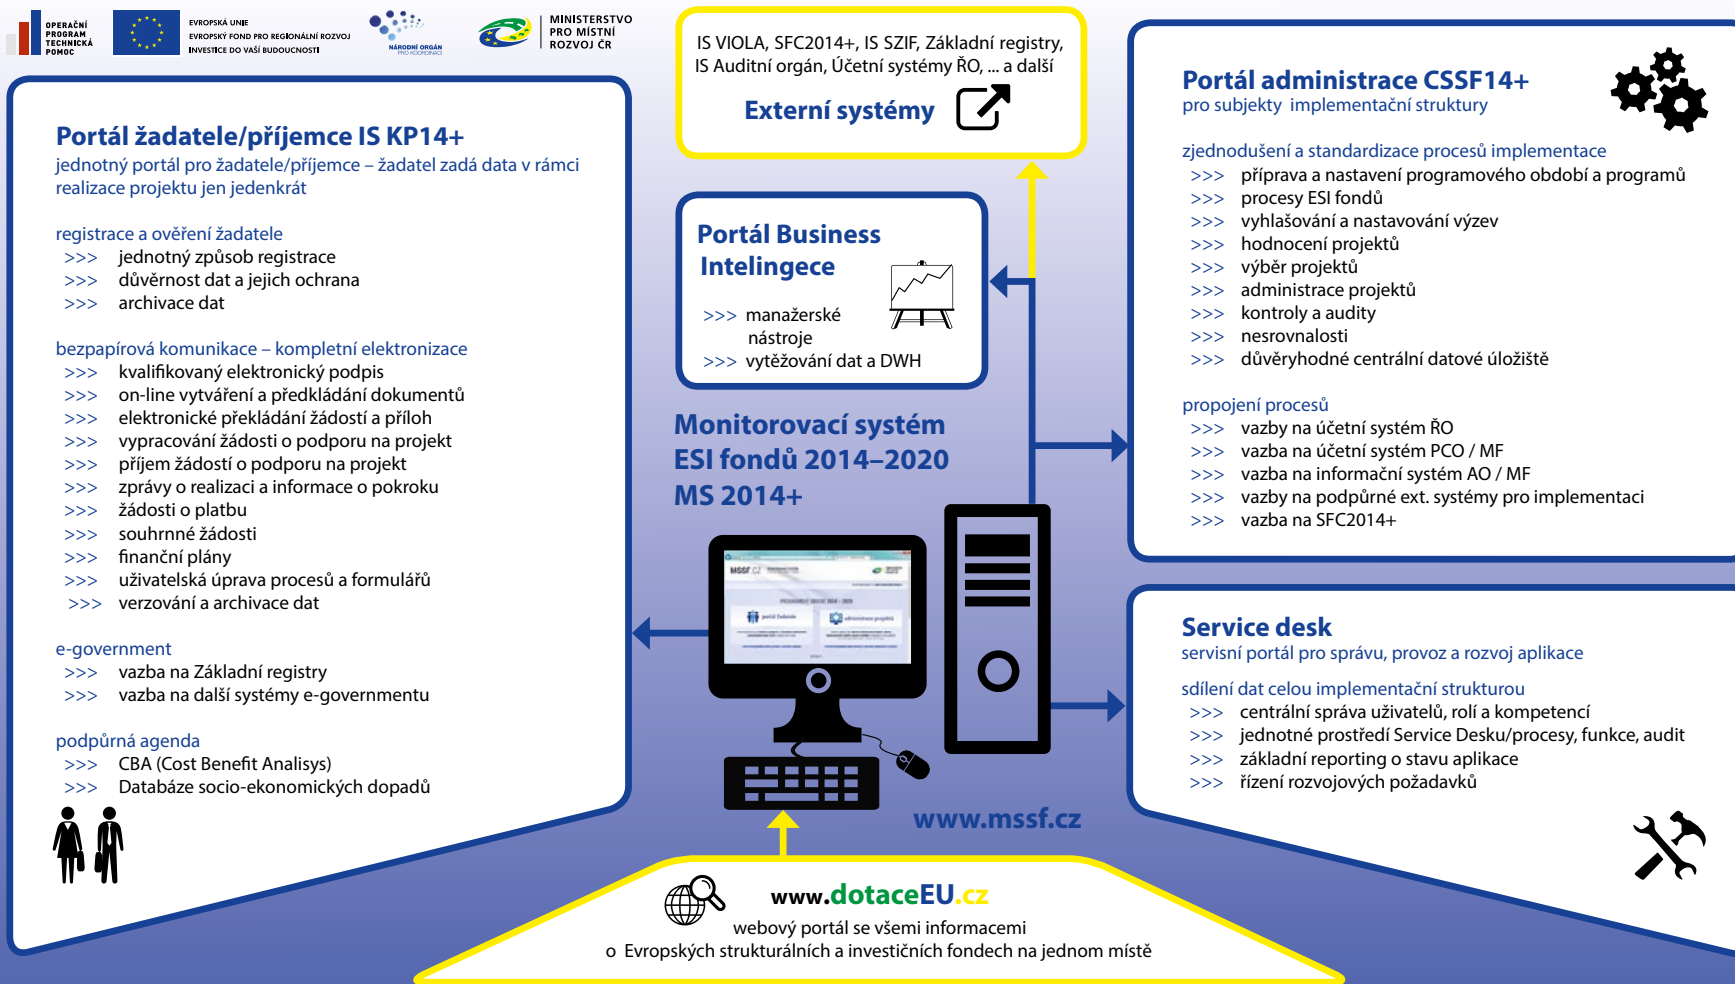 OPERAČNÍ
PROGRAM
TECHNICKÁ
POMOC
EVROPSKÁ UNIE
EVROPSKÝ FOND PRO REGIONÁLNÍ ROZVOJ
INVESTICE DO VAŠÍ BUDOUCNOSTI
NÁRODNÍ ORGÁN
PRO KOORDINACI
MINISTERSTVO
PRO MÍSTNÍ
ROZVOJ ČR
Portál žadatele/příjemce IS KP14+
jednotný portál pro žadatele/příjemce – žadatel zadá data v rámci
realizace projektu jen jedenkrát
registrace a ověření žadatele
>>> jednotný způsob registrace
>>> důvěrnost dat a jejich ochrana
>>> archivace dat
bezpapírová komunikace – kompletní elektronizace
>>> kvalifikovaný elektronický podpis
>>> on-line vytváření a předkládání dokumentů
>>> elektronické překládání žádostí a příloh
>>> vypracování žádosti o podporu na projekt
>>> příjem žádostí o podporu na projekt
>>> zprávy o realizaci a informace o pokroku
>>> žádosti o platbu
>>> souhrnné žádosti
>>> finanční plány
>>> uživatelská úprava procesů a formulářů
>>> verzování a archivace dat
e-government
>>> vazba na Základní registry
>>> vazba na další systémy e-governmentu
podpůrná agenda
>>> CBA (Cost Benefit Analisys)
>>> Databáze socio-ekonomických dopadů
IS VIOLA, SFC2014+, IS SZIF, Základní registry,
IS Auditní orgán, Účetní systémy ŘO, ... a další
Externí systémy
Portál Business
Intelingece
>>> manažerské
nástroje
>>> vytěžování dat a DWH
Monitorovací systém
ESI fondů 2014–2020
MS 2014+
MSSF.CZ
portál žadatele
administrace projektů
www.mssf.cz
www.dotaceEU.cz
webový portál se všemi informacemi
o Evropských strukturálních a investičních fondech na jednom místě
Portál administrace CSSF14+
pro subjekty implementační struktury
zjednodušení a standardizace procesů implementace
>>> příprava a nastavení programového období a programů
>>> procesy ESI fondů
>>> vyhlašování a nastavování výzev
>>> hodnocení projektů
>>> výběr projektů
>>> administrace projektů
>>> kontroly a audity
>>> nesrovnalosti
>>> důvěryhodné centrální datové úložiště
propojení procesů
>>> vazby na účetní systém ŘO
>>> vazba na účetní systém PCO / MF
>>> vazba na informační systém AO / MF
>>> vazby na podpůrné ext. systémy pro implementaci
>>> vazba na SFC2014+
Service desk
servisní portál pro správu, provoz a rozvoj aplikace
sdílení dat celou implementační strukturou
>>> centrální správa uživatelů, rolí a kompetencí
>>> jednotné prostředí Service Desku/procesy, funkce, audit
>>> základní reporting o stavu aplikace
>>> řízení rozvojových požadavků